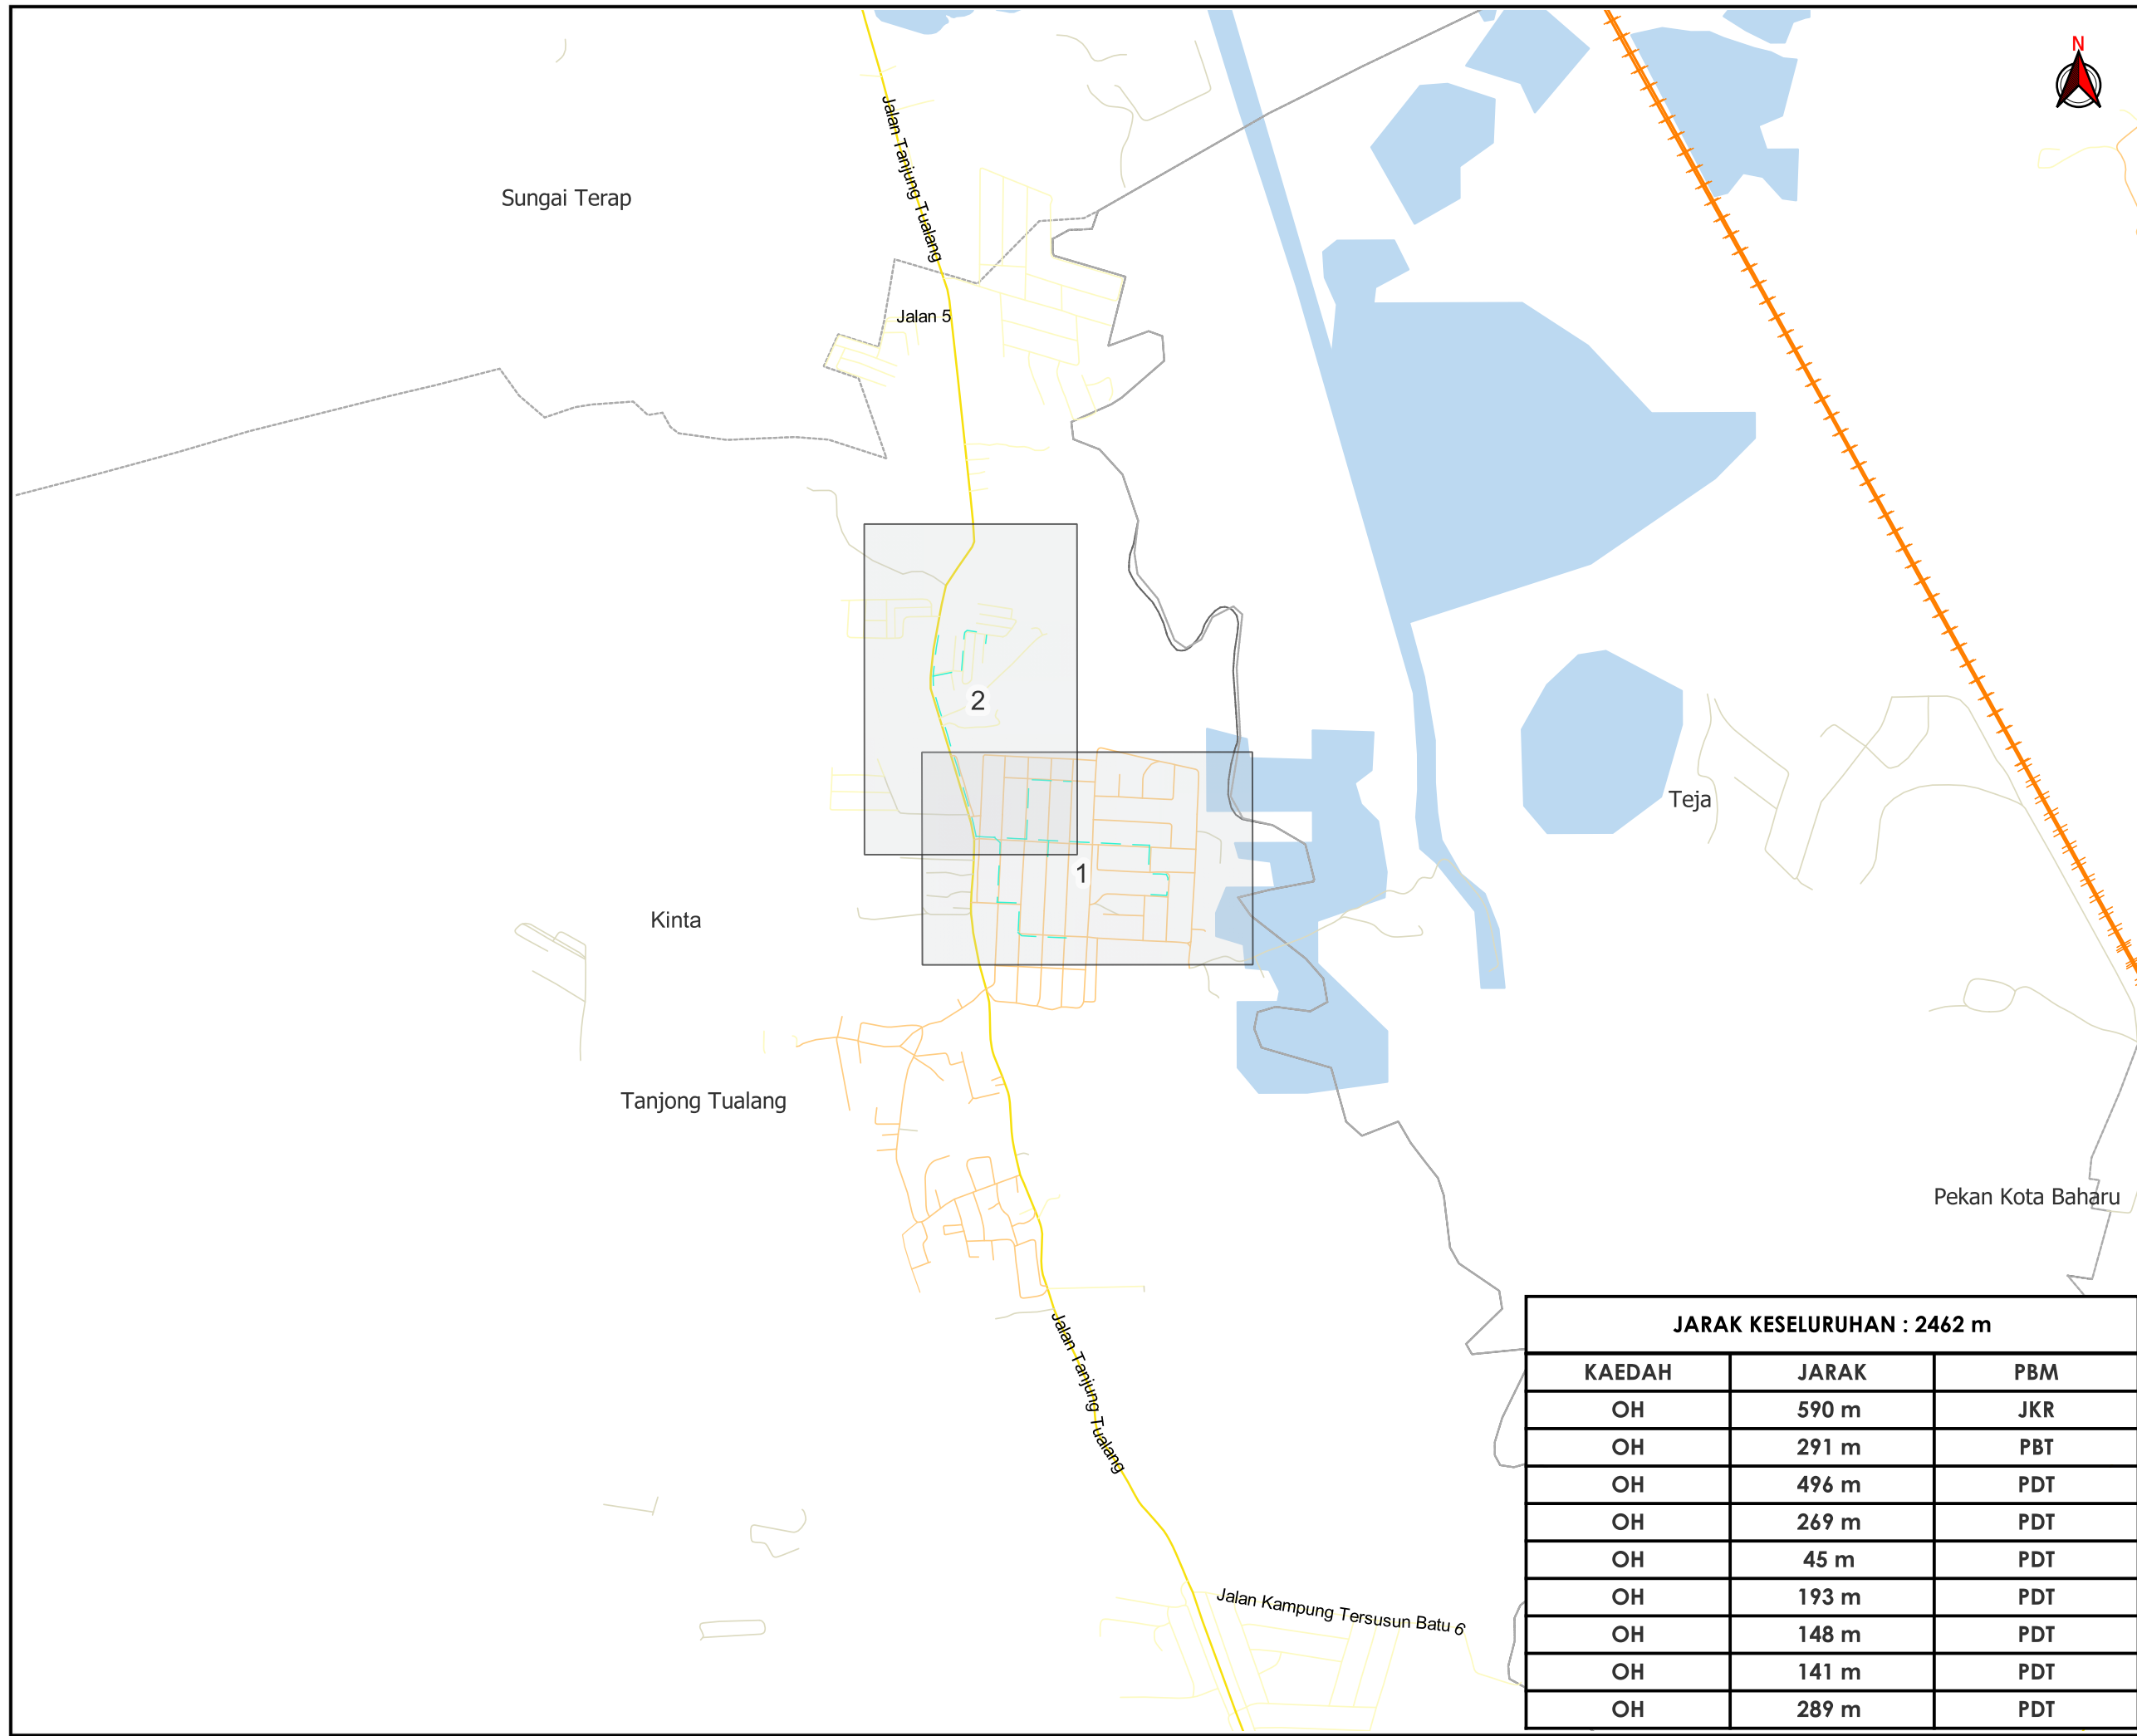 N
Jalan Tanjung Tualang
Sungai Terap
Jalan 5
2
Teja
1
Kinta
Tanjong Tualang
Pekan Kota Baharu
Jalan Tanjung Tualang
Jalan Kampung Tersusun Batu 6
JARAK KESELURUHAN : 2462 m
KAEDAH JARAK PBM
OH 590 m JKR
OH 291 m PBT
OH 496 m PDT
OH 269 m PDT
OH 45 m PDT
OH 193 m PDT
OH 148 m PDT
OH 141 m PDT
OH 289 m PDT